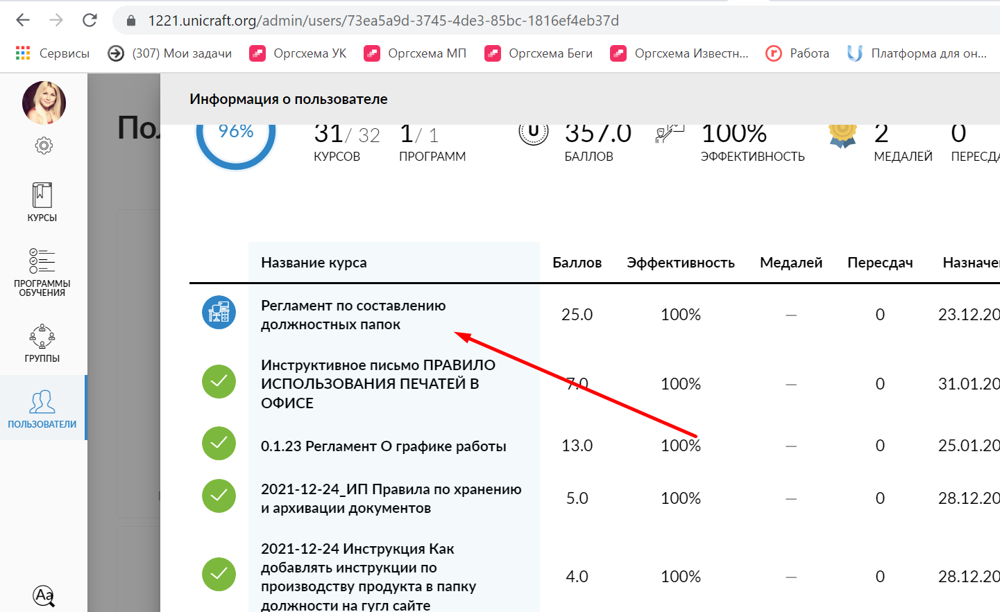 1221.unicraft.org/admin/users/73ea5a9d-3745-4de3-85bc-1816ef4eb37d
Сервисы (307) Мои задачи Оргсхема УК Оргсхема МП Оргсхема Беги Оргсхема Известн... Работа Платформа для он...
Информация о пользователе
96% 31/ 32 1/ 1 U 357.0 100% 2 0
КУРСОВ ПРОГРАММ БАЛЛОВ ЭФФЕКТИВНОСТЬ МЕДАЛЕЙ ПЕРЕСДА
КУРСЫ
ПРОГРАММЫ
ОБУЧЕНИЯ
ГРУППЫ
ПОЛЬЗОВАТЕЛИ
Aa
Пол
Название курса Баллов Эффективность Медалей Пересдач Назначе
Регламент по составлению
должностных папок
25.0 100% — 0 23.12.20
Инструктивное письмо ПРАВИЛО
ИСПОЛЬЗОВАНИЯ ПЕЧАТЕЙ В
ОФИСЕ
7.0 100% — 0 31.01.20
0.1.23 Регламент О графике работы 13.0 100% — 0 25.01.20
2021-12-24_ИП Правила по хранению
и архивации документов
5.0 100% — 0 28.12.20
2021-12-24 Инструкция Как
добавлять инструкции по
производству продукта в папку
должности на гугл сайте
4.0 100% — 0 28.12.20